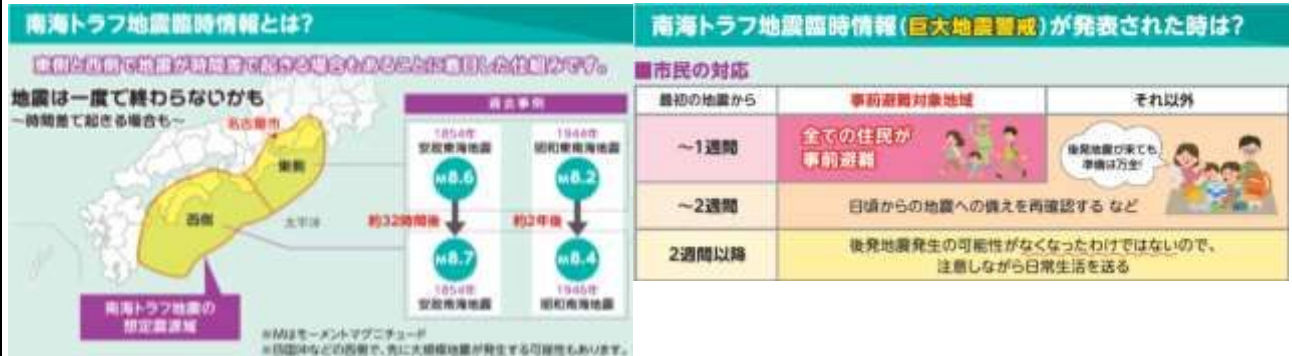 南海トラフ地震臨時情報とは?
東側と西側で地震が時間差で起きる場合もあることに着目した仕組みです。
地震は一度で終わらないかも
~時間差で起きる場合も~
名古屋市
東側
西側
太平洋
南海トラフ地震の
想定震源域
過去事例
1854年
安政東海地震
M8.6
約32時間後
M8.7
1854年
安政南海地震
1944年
昭和東南海地震
M8.2
約2年後
M8.4
1946年
昭和南海地震
※Mはモーメントマグニチュード
※四国沖などの西側で、先に大規模地震が発生する可能性もあります。
南海トラフ地震臨時情報(巨大地震警戒)が発表された時は?
■市民の対応
最初の地震から
事前避難対象地域
それ以外
~1週間
全ての住民が
事前避難
後発地震が来ても
準備は万全!
~2週間
日頃からの地震への備えを再確認する など
2週間以降
後発地震発生の可能性がなくなったわけではないので、
注意しながら日常生活を送る